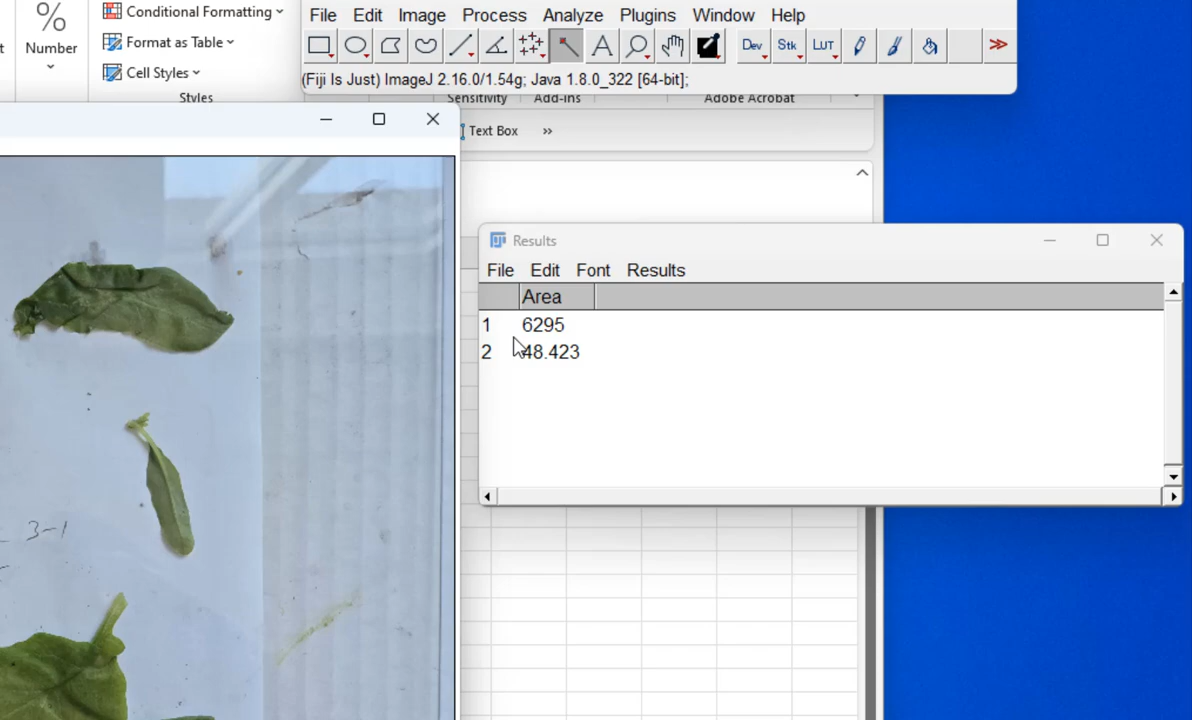 %
Number
t
Conditional Formatting
Format as Table
Cell Styles
Styles
File Edit Image Process Analyze Plugins Window Help
A Dev Stk LUT >>
(Fiji Is Just) ImageJ 2.16.0/1.54g; Java 1.8.0_322 [64-bit];
Sensitivity Add-ins Adobe Acrobat
Text Box >>
Results
File Edit Font Results
Area
1 6295
2 48.423
3-1